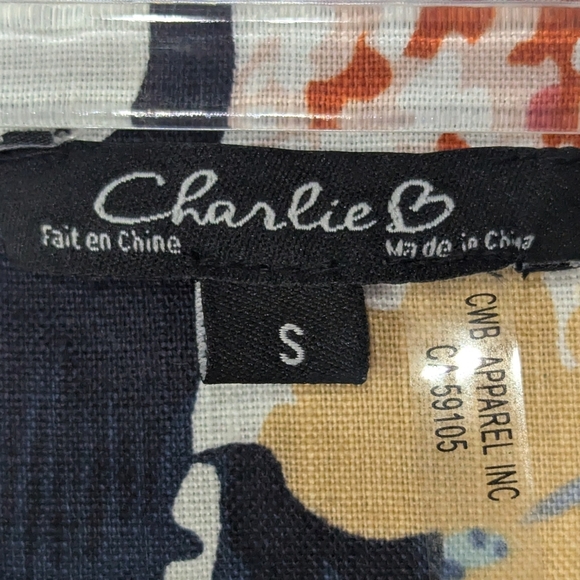 Charlie B
Fait en Chine
Made in China
S
CWB APPAREL INC
CA 59105